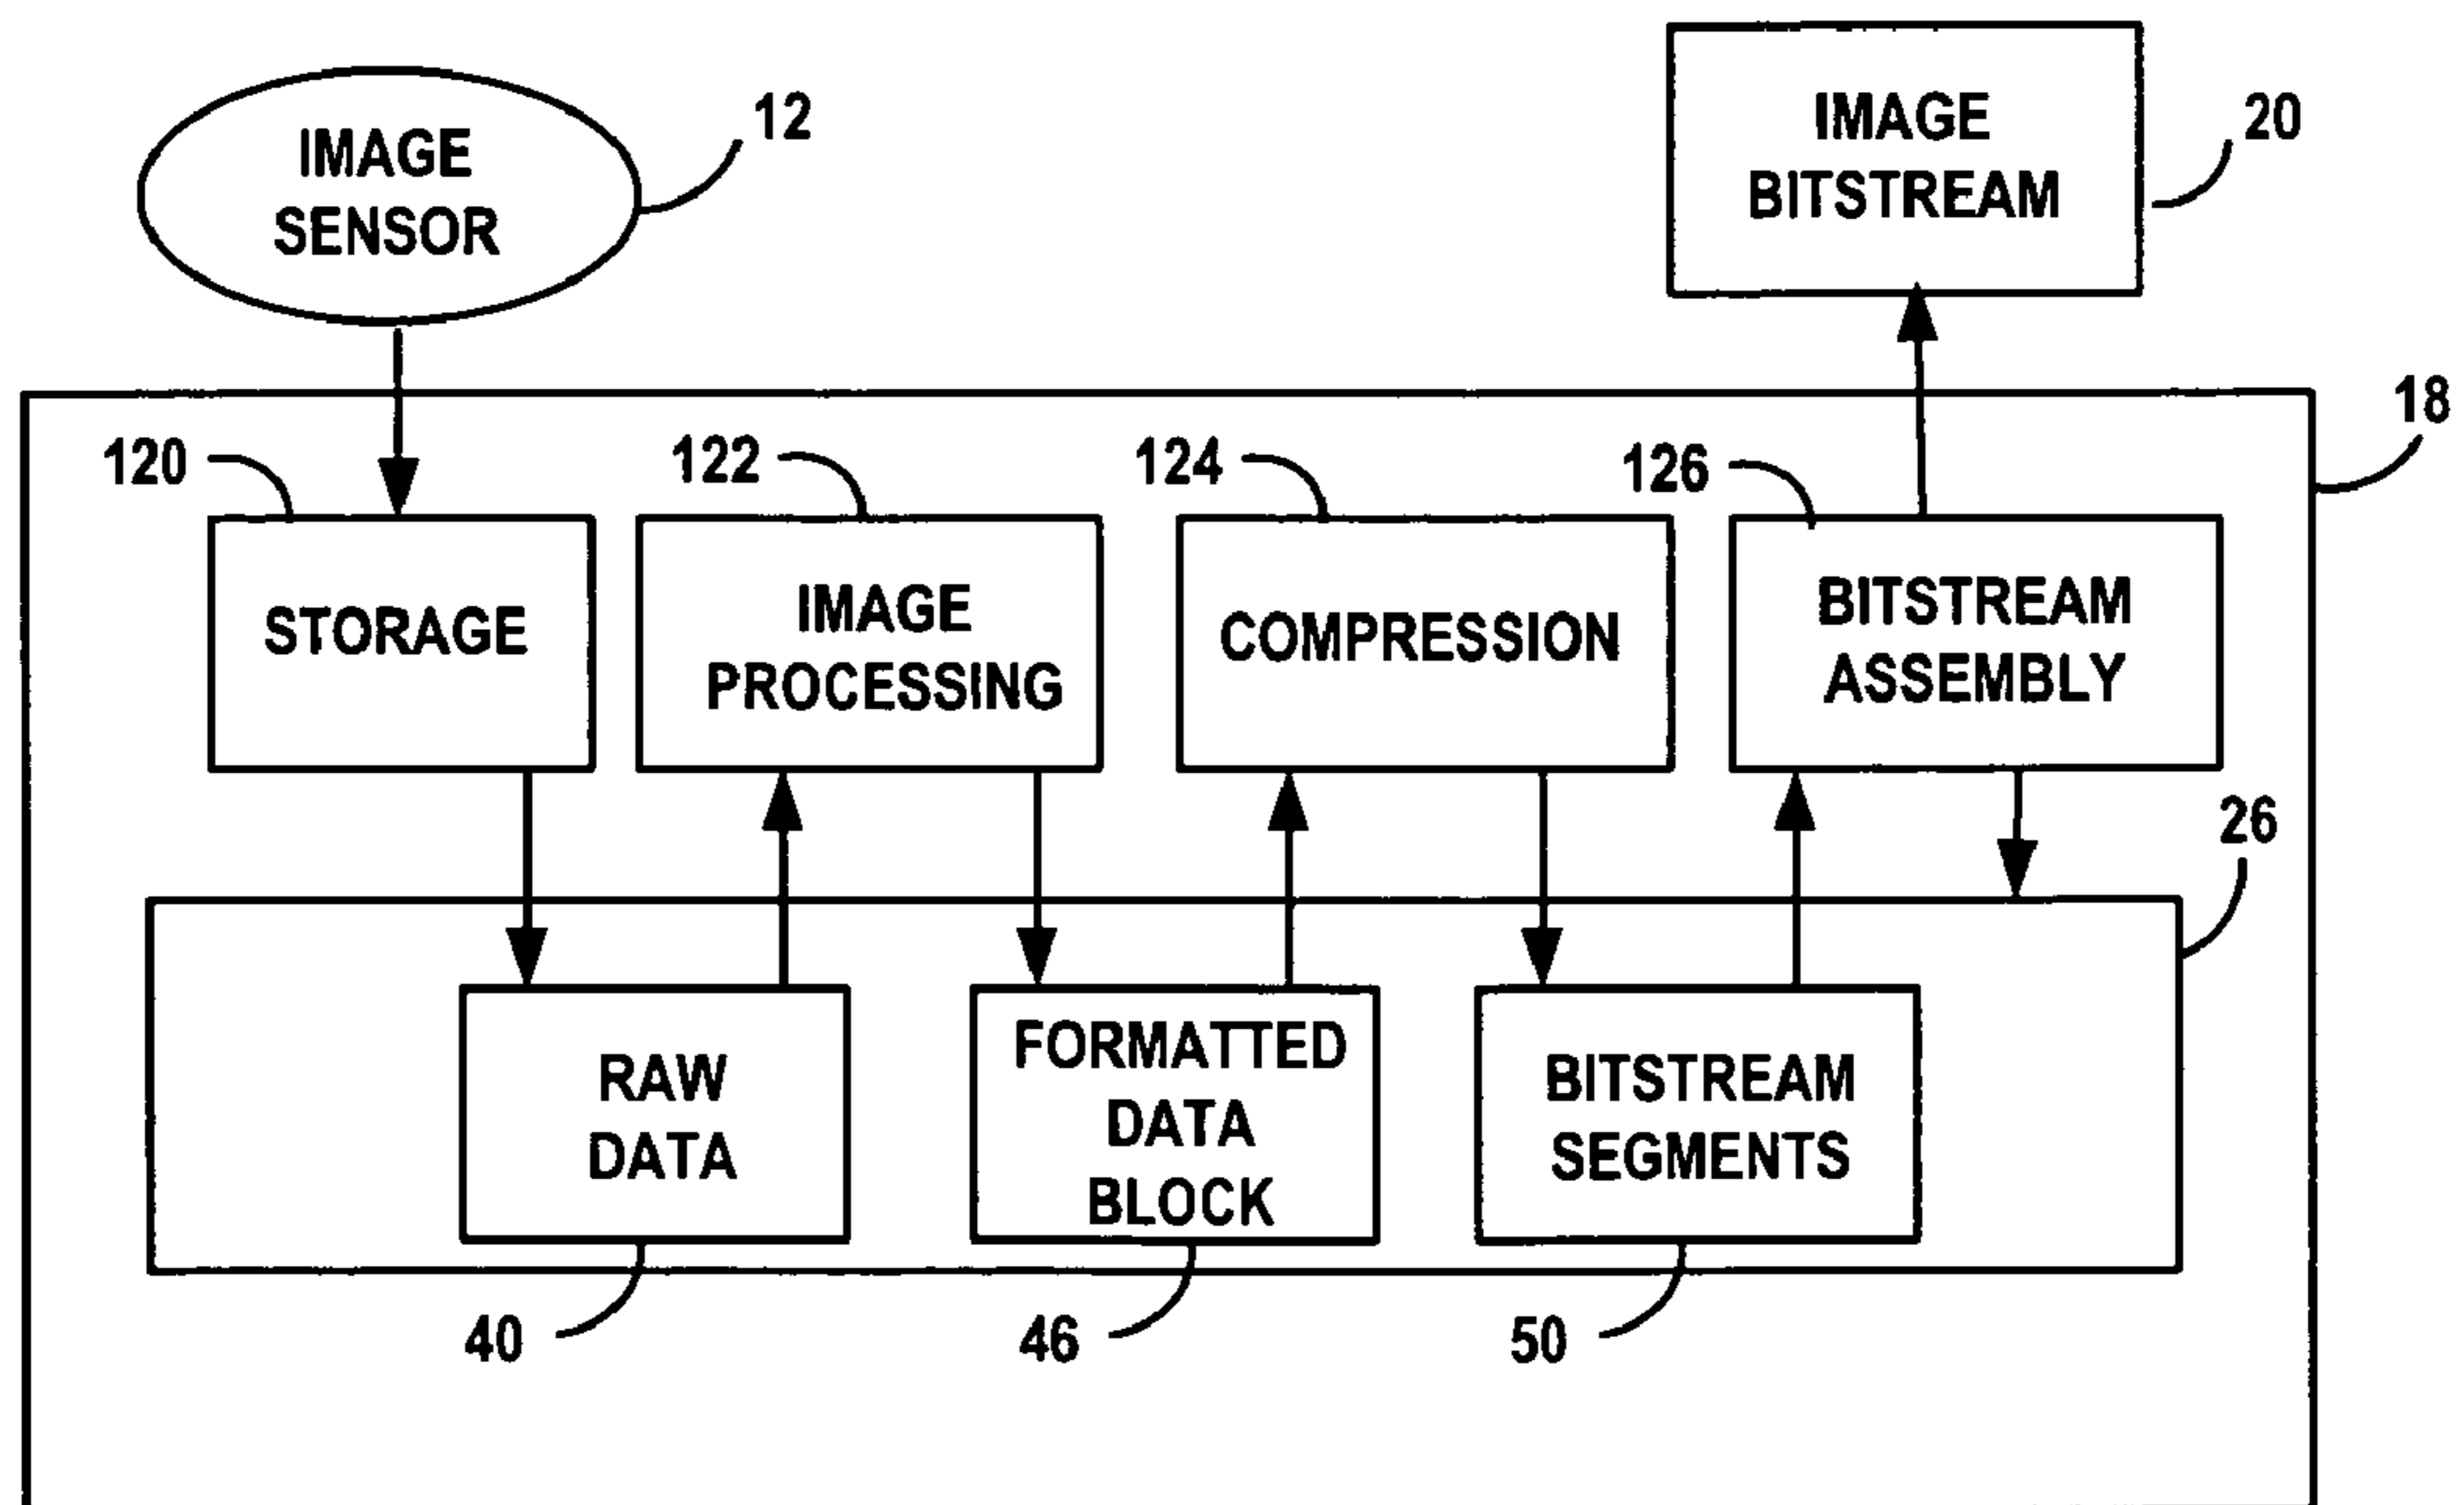 IMAGE
SENSOR
12
IMAGE
BITSTREAM
20
18
120
122
124
126
STORAGE
IMAGE
PROCESSING
COMPRESSION
BITSTREAM
ASSEMBLY
26
RAW
DATA
FORMATTED
DATA
BLOCK
BITSTREAM
SEGMENTS
40
46
50